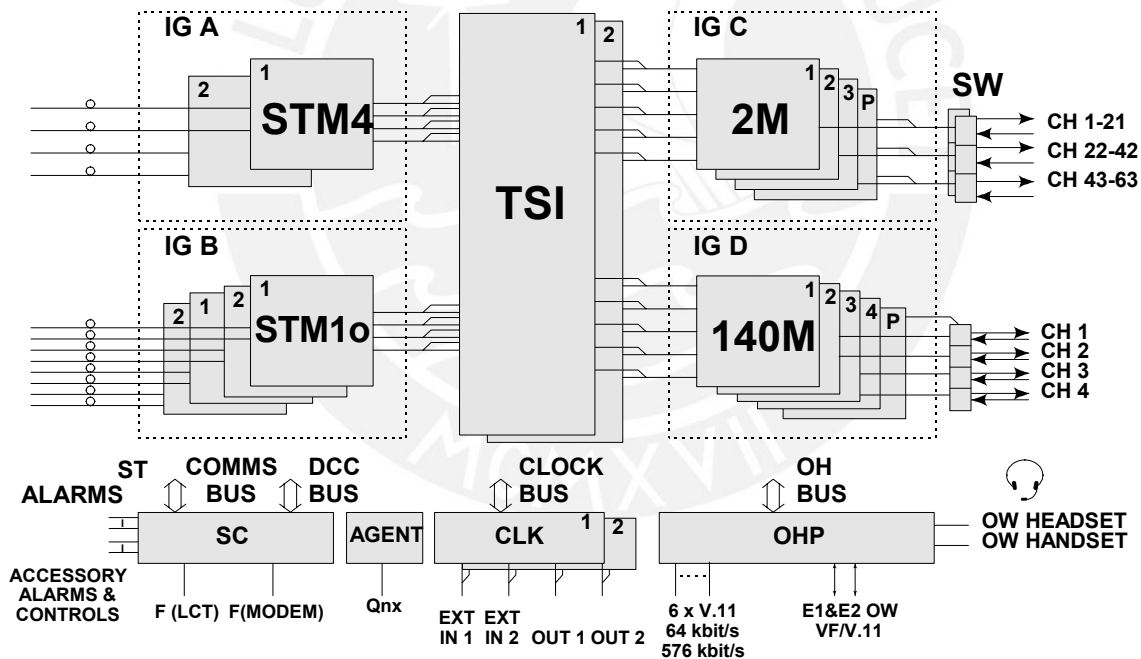 IG A
1
2
STM4
IG B
1
2
1
2
STM1o
1
2
TSI
IG C
1
2
3
P
2M
SW
CH 1-21
CH 22-42
CH 43-63
IG D
1
2
3
4
P
140M
CH 1
CH 2
CH 3
CH 4
ST
ALARMS
COMMS
BUS
DCC
BUS
CLOCK
BUS
OH
BUS
SC
AGENT
CLK
1
2
OHP
OW HEADSET
OW HANDSET
ACCESSORY
ALARMS &
CONTROLS
F (LCT)
F(MODEM)
Qnx
EXT
IN 1
EXT
IN 2
OUT 1
OUT 2
6 x V.11
64 kbit/s
576 kbit/s
E1&E2 OW
VF/V.11
MCMXVII